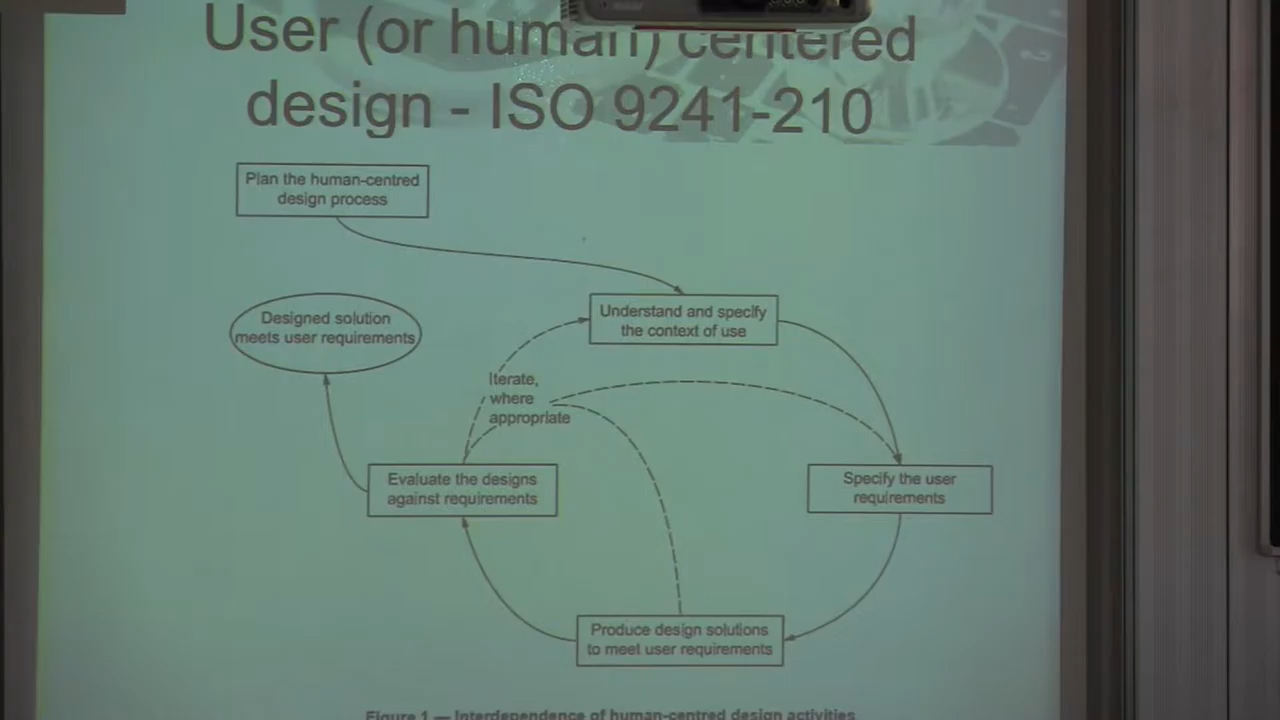 User (or human) centered
design - ISO 9241-210
Plan the human-centred
design process
Understand and specify
the context of use
Designed solution
meets user requirements
Iterate,
where
appropriate
Evaluate the designs
against requirements
Specify the user
requirements
Produce design solutions
to meet user requirements
Figure 1 — Interdependence of human-centred design activities